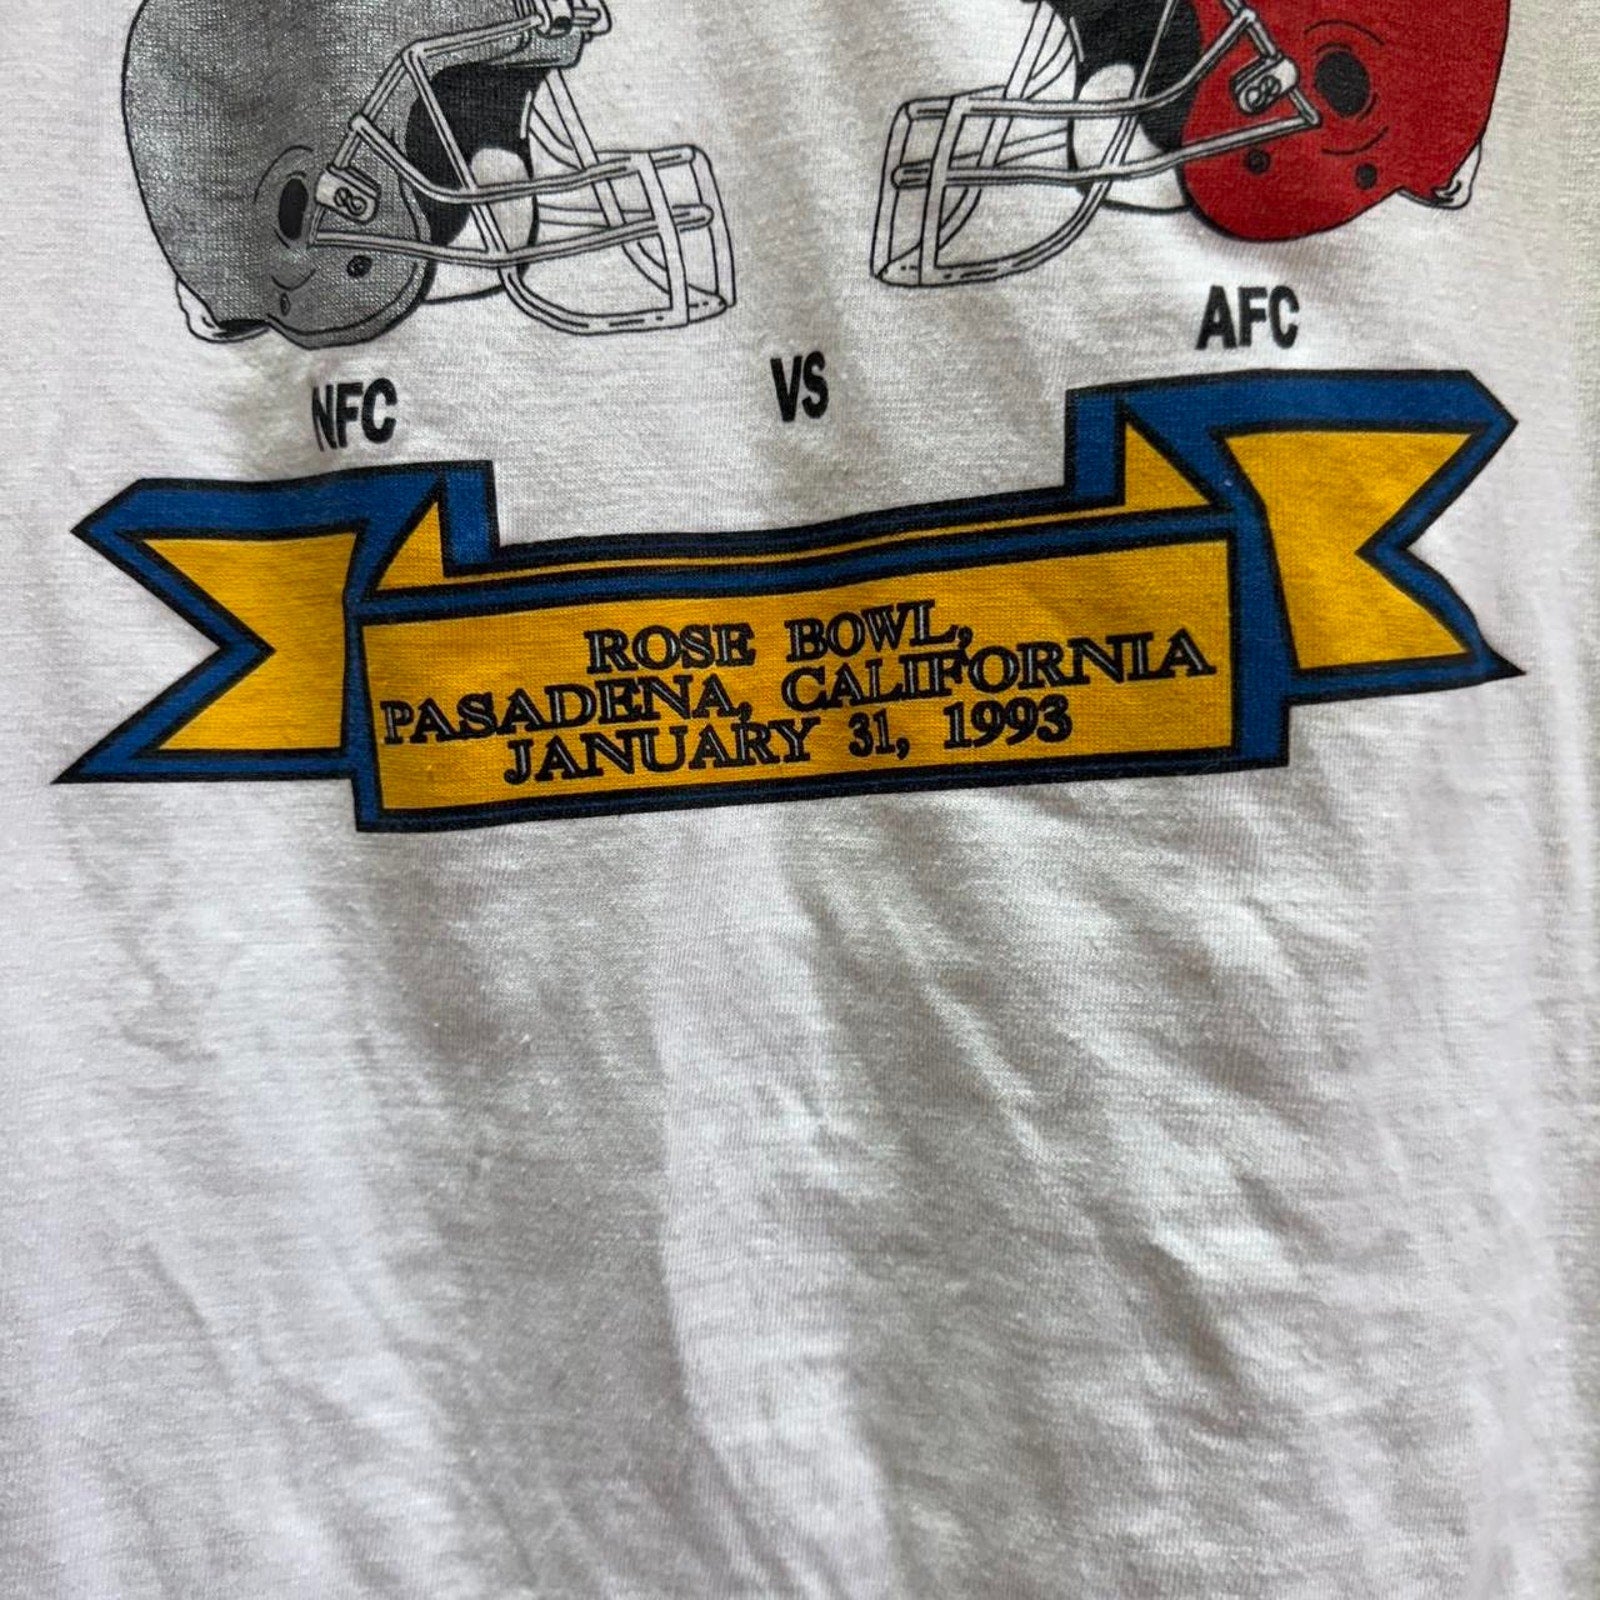 NFC VS AFC
ROSE BOWL,
PASADENA, CALIFORNIA
JANUARY 31, 1993